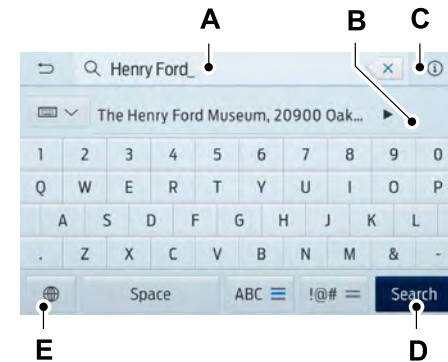 A B C
Henry Ford_
The Henry Ford Museum, 20900 Oak...
1 2 3 4 5 6 7 8 9 0
Q W E R T Y U I O P
A S D F G H J K L
. Z X C V B N M & -
Space ABC !@# Search
E D